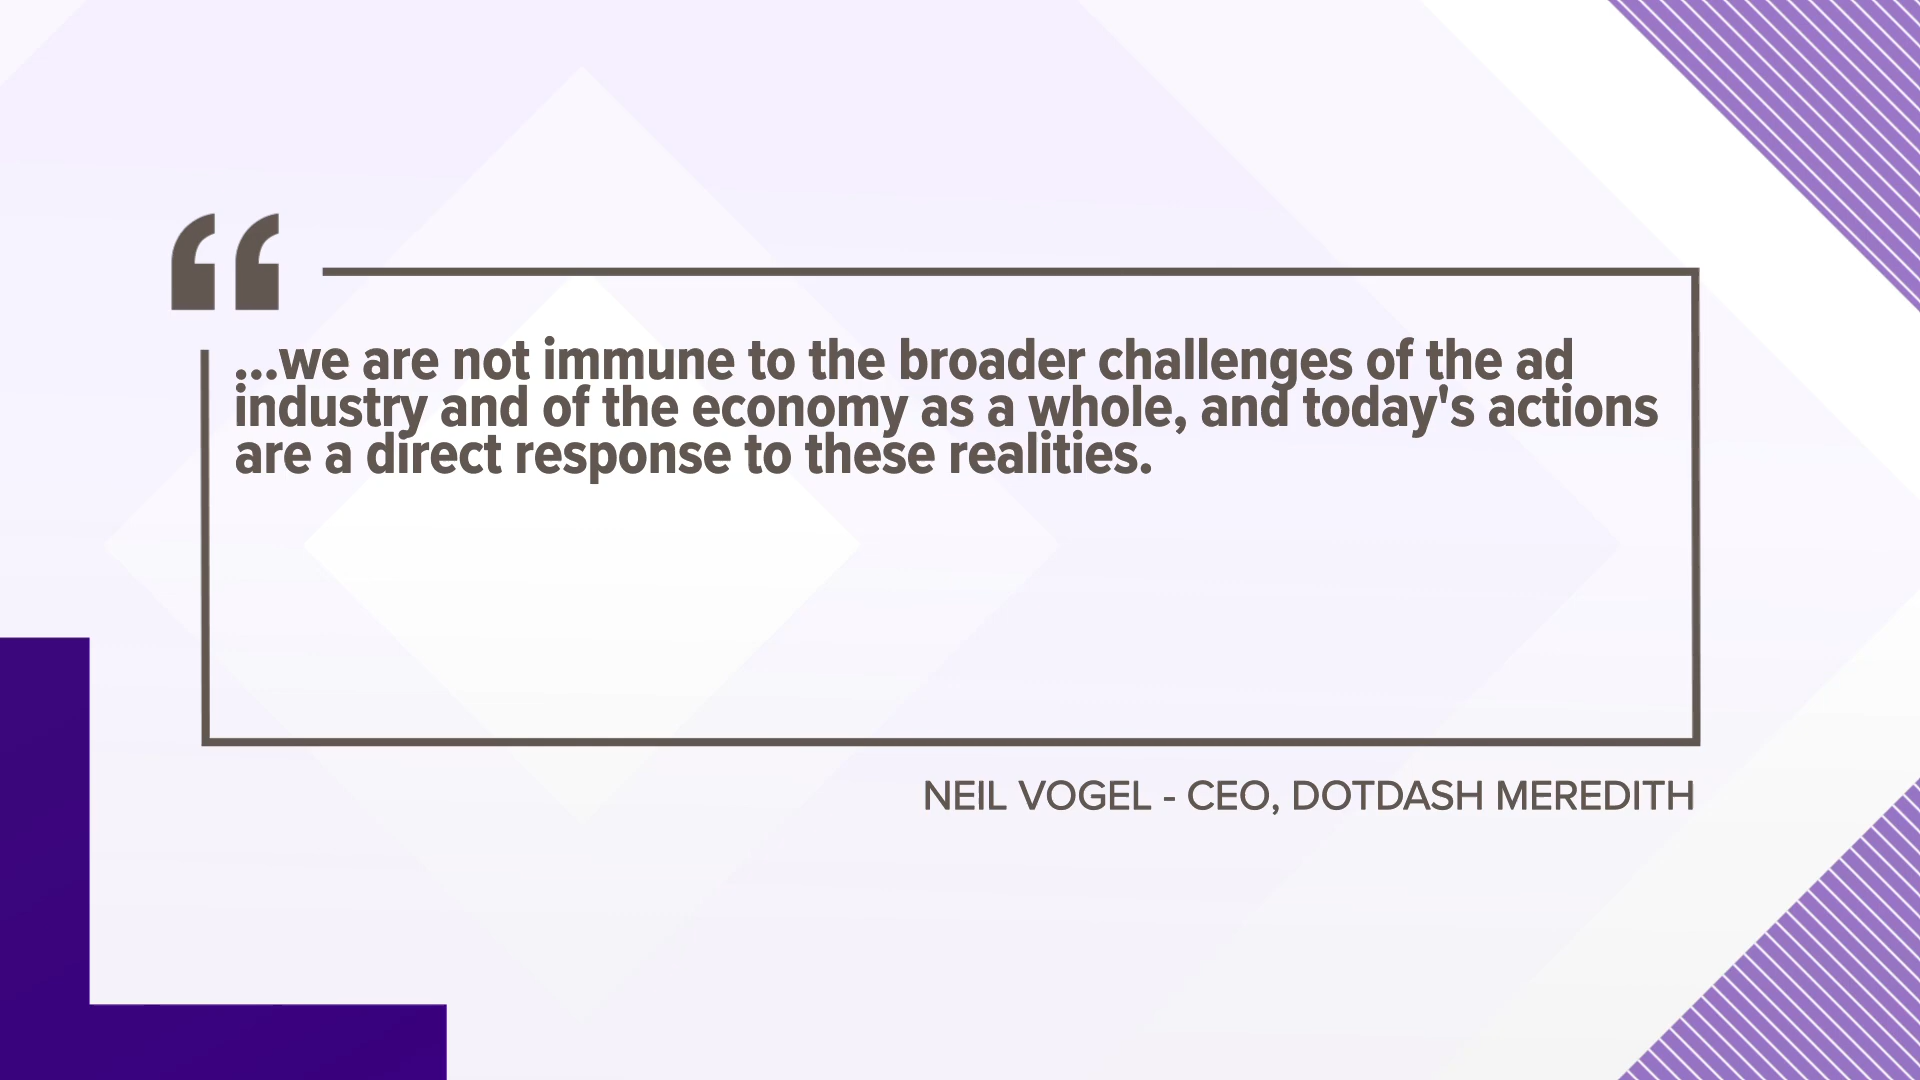 “
...we are not immune to the broader challenges of the ad
industry and of the economy as a whole, and today's actions
are a direct response to these realities.
NEIL VOGEL - CEO, DOTDASH MEREDITH